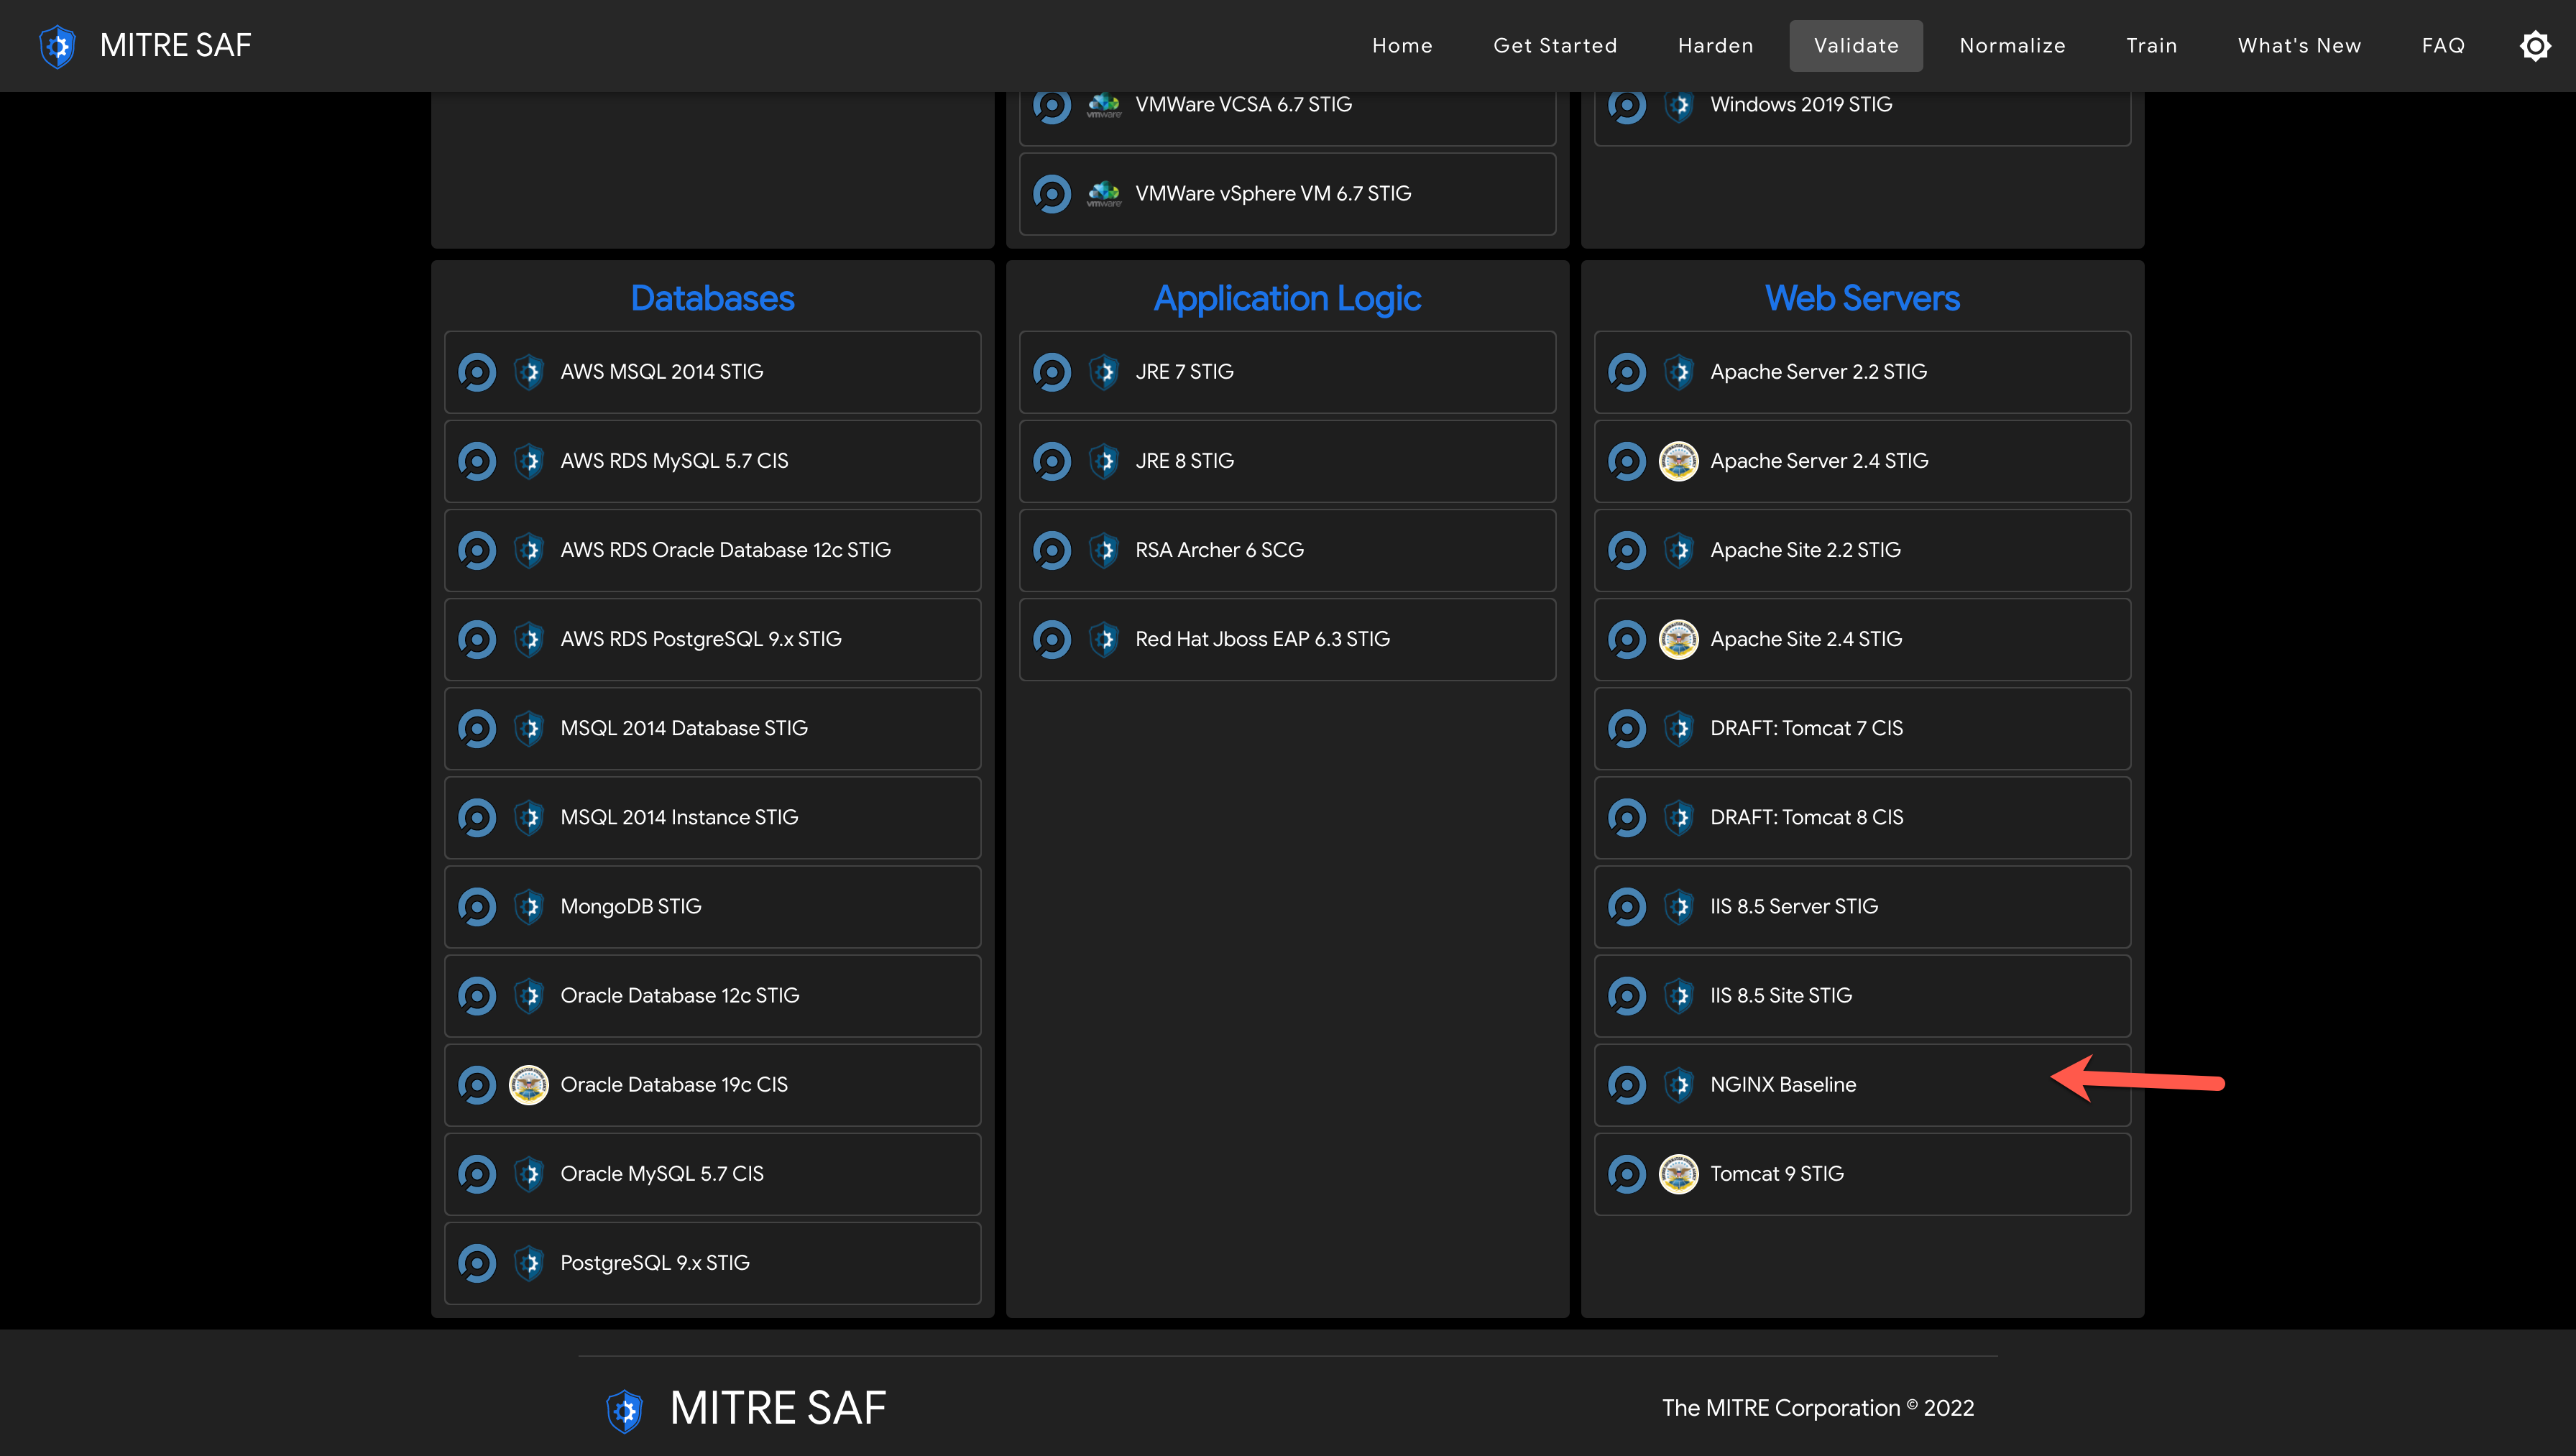 MITRE SAF
Home
Get Started
Harden
Validate
Normalize
Train
What's New
FAQ
vmware
VMWare VCSA 6.7 STIG
vmware
VMWare vSphere VM 6.7 STIG
Windows 2019 STIG
Databases
AWS MSQL 2014 STIG
AWS RDS MySQL 5.7 CIS
AWS RDS Oracle Database 12c STIG
AWS RDS PostgreSQL 9.x STIG
MSQL 2014 Database STIG
MSQL 2014 Instance STIG
MongoDB STIG
Oracle Database 12c STIG
Oracle Database 19c CIS
Oracle MySQL 5.7 CIS
PostgreSQL 9.x STIG
Application Logic
JRE 7 STIG
JRE 8 STIG
RSA Archer 6 SCG
Red Hat Jboss EAP 6.3 STIG
Web Servers
Apache Server 2.2 STIG
Apache Server 2.4 STIG
Apache Site 2.2 STIG
Apache Site 2.4 STIG
DRAFT: Tomcat 7 CIS
DRAFT: Tomcat 8 CIS
IIS 8.5 Server STIG
IIS 8.5 Site STIG
NGINX Baseline
Tomcat 9 STIG
MITRE SAF
The MITRE Corporation © 2022